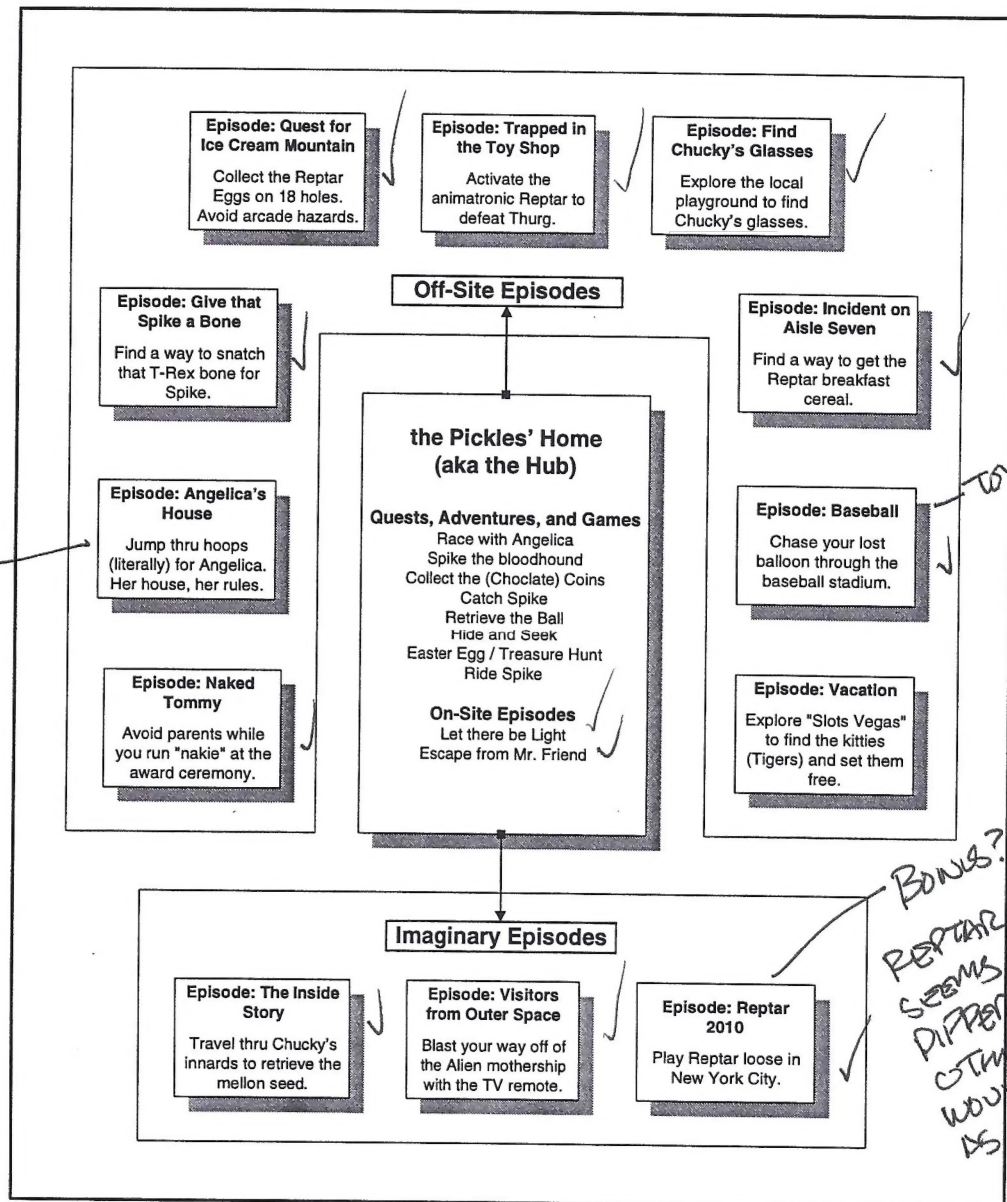 Episode: Quest for
Ice Cream Mountain
Collect the Reptar
Eggs on 18 holes.
Avoid arcade hazards.
Episode: Trapped in
the Toy Shop
Activate the
animatronic Reptar to
defeat Thurg.
Episode: Find
Chucky's Glasses
Explore the local
playground to find
Chucky's glasses.
Off-Site Episodes
Episode: Give that
Spike a Bone
Find a way to snatch
that T-Rex bone for
Spike.
Episode: Incident on
Aisle Seven
Find a way to get the
Reptar breakfast
cereal.
the Pickles' Home
(aka the Hub)
Quests, Adventures, and Games
Race with Angelica
Spike the bloodhound
Collect the (Choclate) Coins
Catch Spike
Retrieve the Ball
Hide and Seek
Easter Egg / Treasure Hunt
Ride Spike
On-Site Episodes
Let there be Light
Escape from Mr. Friend
Episode: Angelica's
House
Jump thru hoops
(literally) for Angelica.
Her house, her rules.
Episode: Baseball
Chase your lost
balloon through the
baseball stadium.
Episode: Naked
Tommy
Avoid parents while
you run "nakie" at the
award ceremony.
Episode: Vacation
Explore "Slots Vegas"
to find the kitties
(Tigers) and set them
free.
Imaginary Episodes
Episode: The Inside
Story
Travel thru Chucky's
innards to retrieve the
mellon seed.
Episode: Visitors
from Outer Space
Blast your way off of
the Alien mothership
with the TV remote.
Episode: Reptar
2010
Play Reptar loose in
New York City.
BONUS?
REPTAR
SEEMS
DIFFE
OTH
WOU
AS